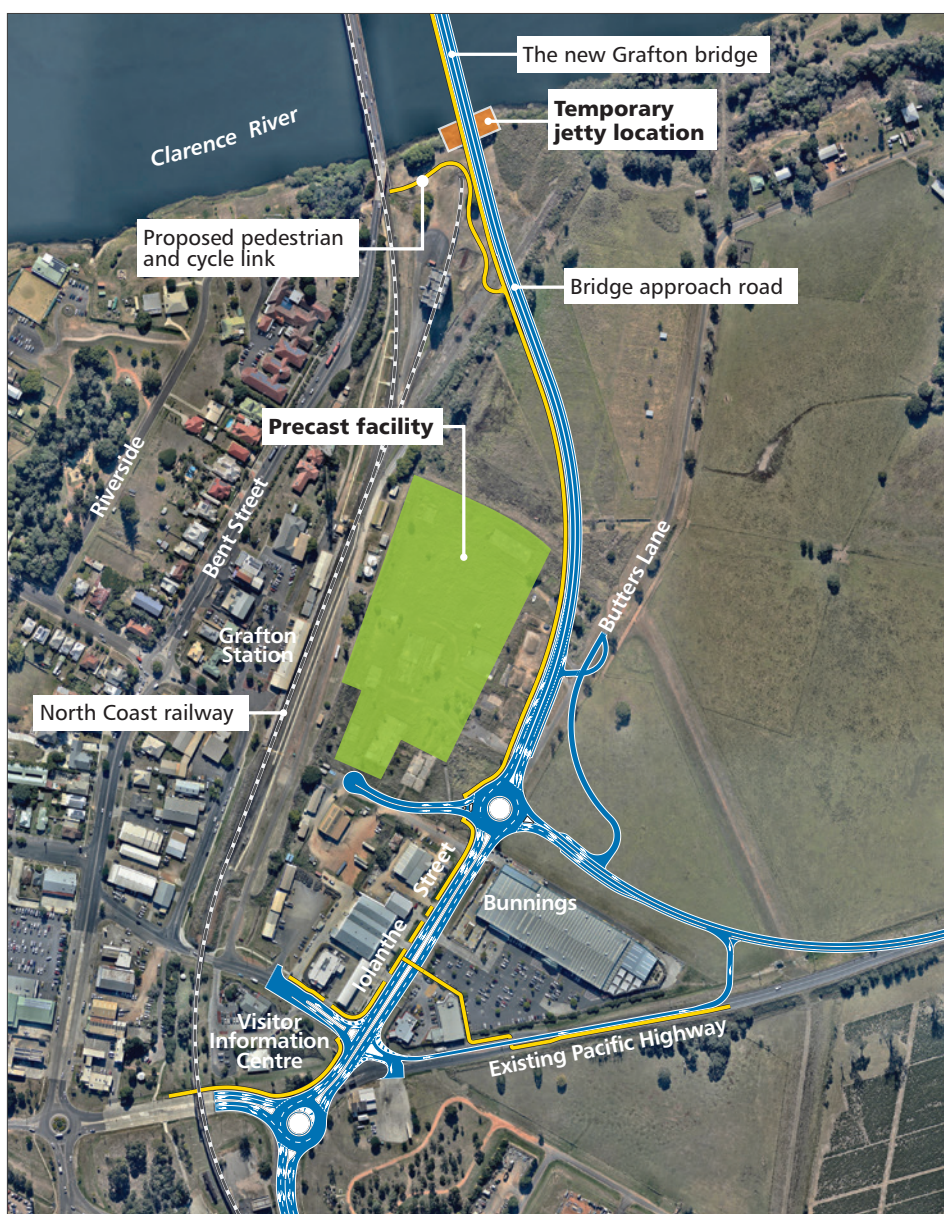 The new Grafton bridge
Temporary
jetty location
Clarence River
Proposed pedestrian
and cycle link
Bridge approach road
Precast facility
Riverside
Bent Street
Butters Lane
Grafton
Station
North Coast railway
Iolanthe Street
Bunnings
Visitor
Information
Centre
Existing Pacific Highway